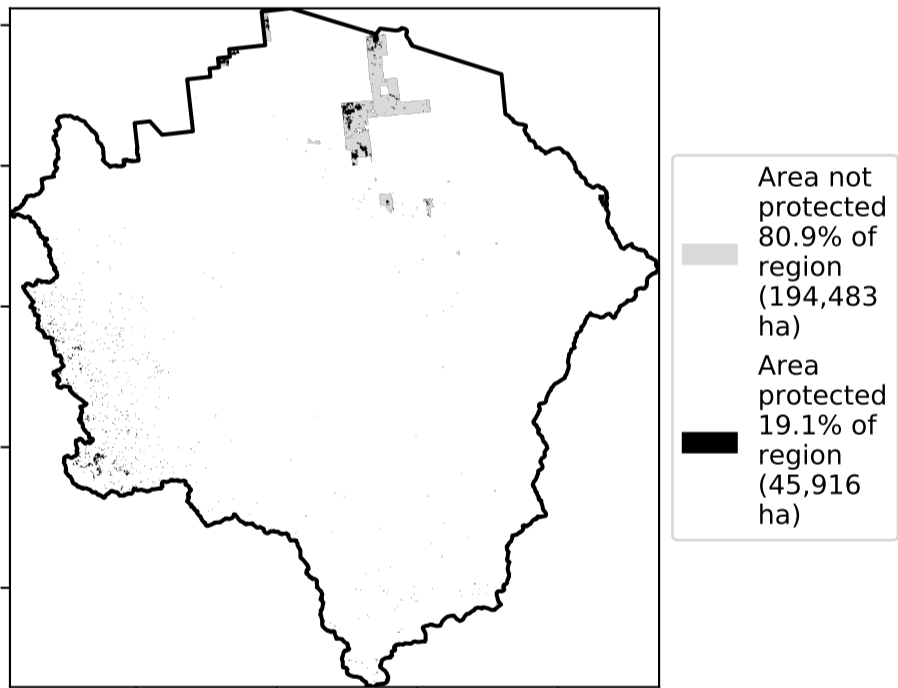 Area not
protected
80.9% of
region
(194,483
ha)
Area
protected
19.1% of
region
(45,916
ha)